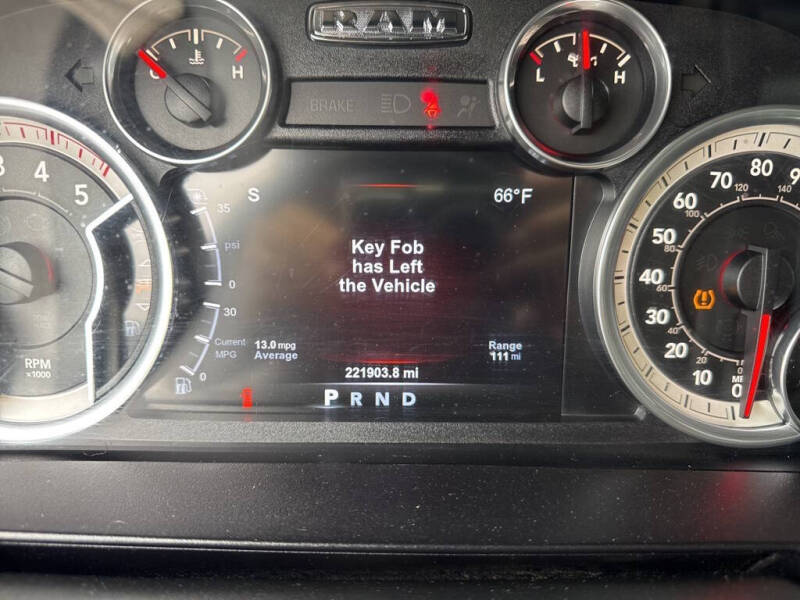 RAM
C H
BRAKE
L H
3 4 5
RPM
x1000
S 66°F
35
psi
0
30
Current
MPG
0
Key Fob
has Left
the Vehicle
13.0 mpg
Average
Range
111 mi
221903.8 mi
P R N D
90
80
70
60
50
40
30
20
10
0
140
120
100
80
60
40
20